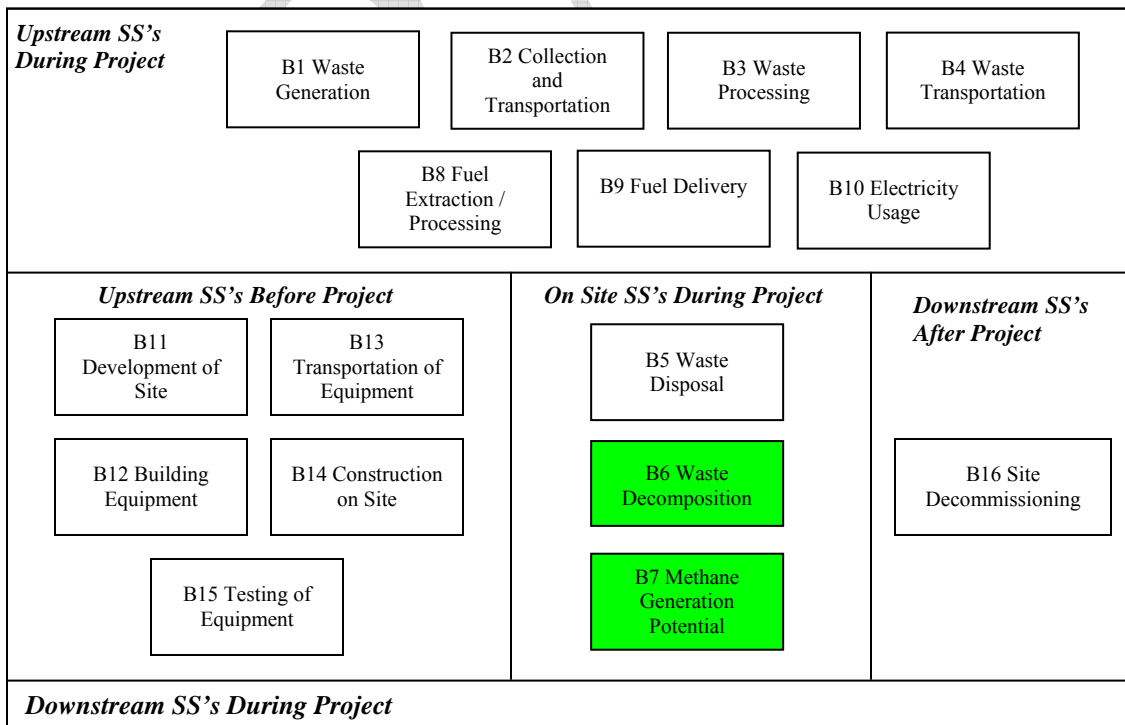 Upstream SS's
During Project
B1 Waste
Generation
B2 Collection
and
Transportation
B3 Waste
Processing
B4 Waste
Transportation
B8 Fuel
Extraction /
Processing
B9 Fuel Delivery
B10 Electricity
Usage
Upstream SS's Before Project
B11
Development of
Site
B13
Transportation of
Equipment
B12 Building
Equipment
B14 Construction
on Site
B15 Testing of
Equipment
On Site SS's During Project
B5 Waste
Disposal
B6 Waste
Decomposition
B7 Methane
Generation
Potential
Downstream SS's
After Project
B16 Site
Decommissioning
Downstream SS's During Project